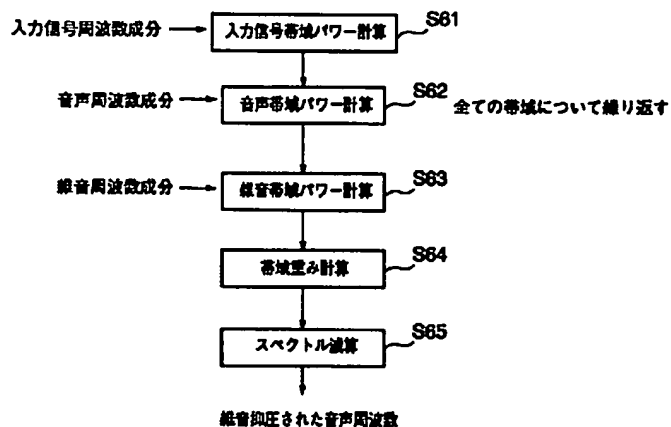 入力信号周波数成分
入力信号帯域パワー計算
S61
音声周波数成分
音声帯域パワー計算
S62
全ての帯域について繰り返す
雑音周波数成分
雑音帯域パワー計算
S63
帯域重み計算
S64
スペクトル減算
S65
雑音抑圧された音声周波数